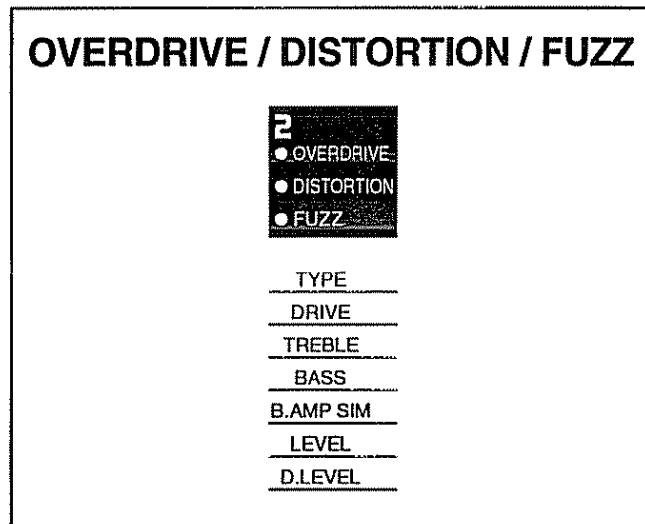 OVERDRIVE / DISTORTION / FUZZ
2
OVERDRIVE
DISTORTION
FUZZ
TYPE
DRIVE
TREBLE
BASS
B.AMP SIM
LEVEL
D.LEVEL